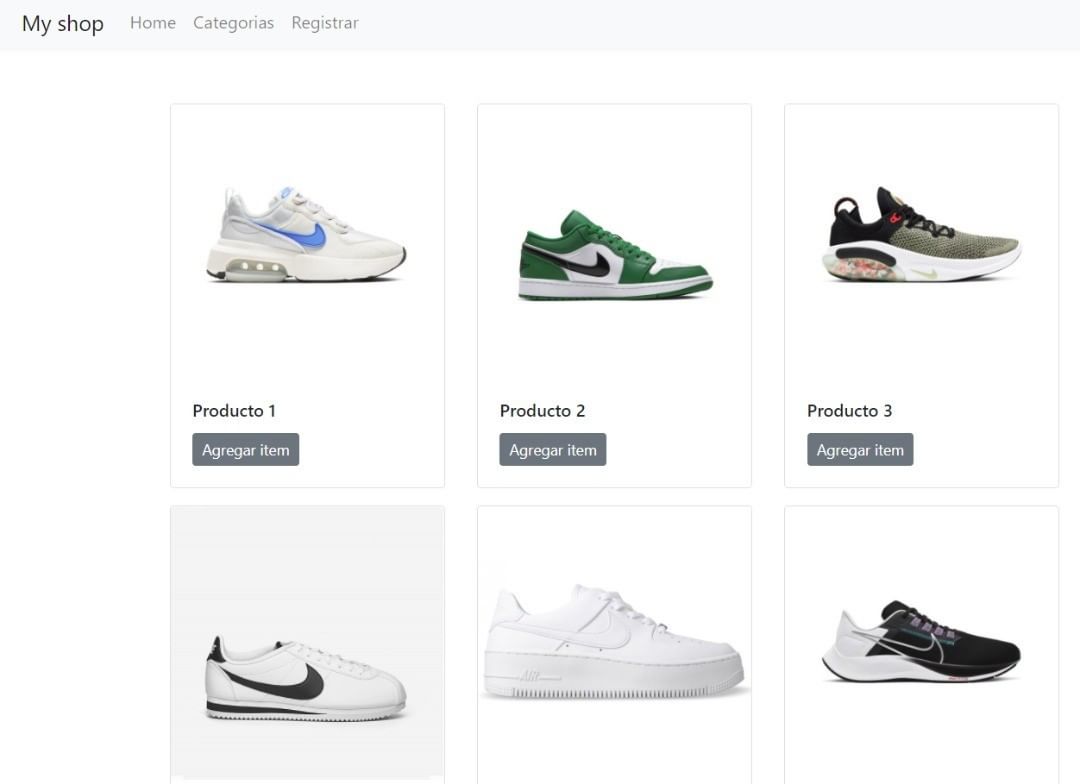 My shop Home Categorias Registrar
Producto 1 Producto 2 Producto 3
Agregar item Agregar item Agregar item
AIR